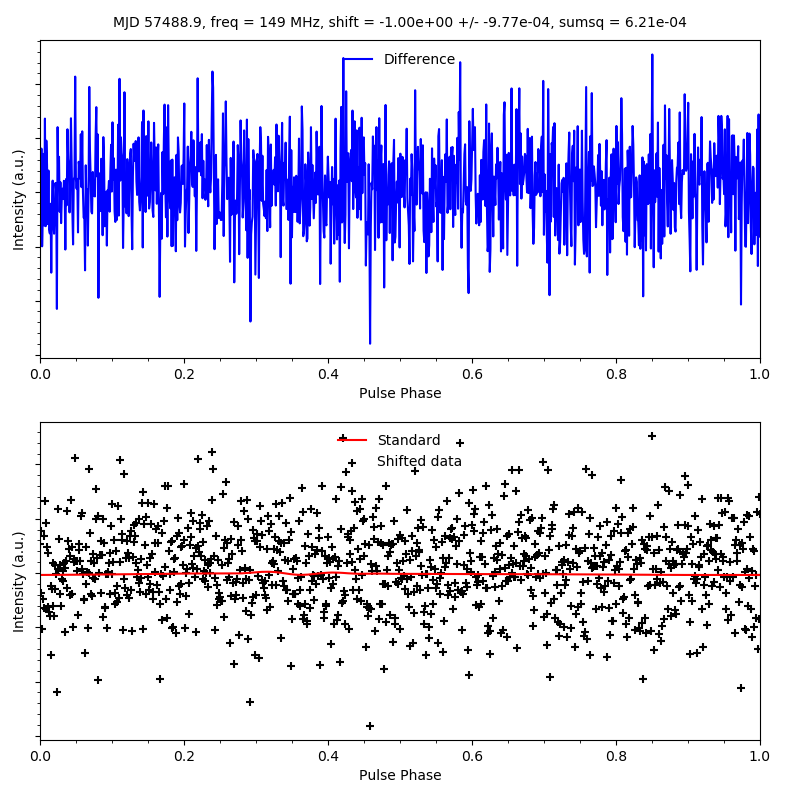 MJD 57488.9, freq = 149 MHz, shift = -1.00e+00 +/- -9.77e-04, sumsq = 6.21e-04
Difference
Intensity (a.u.)
0.0 0.2 0.4 0.6 0.8 1.0
Pulse Phase
Standard
Shifted data
Intensity (a.u.)
0.0 0.2 0.4 0.6 0.8 1.0
Pulse Phase